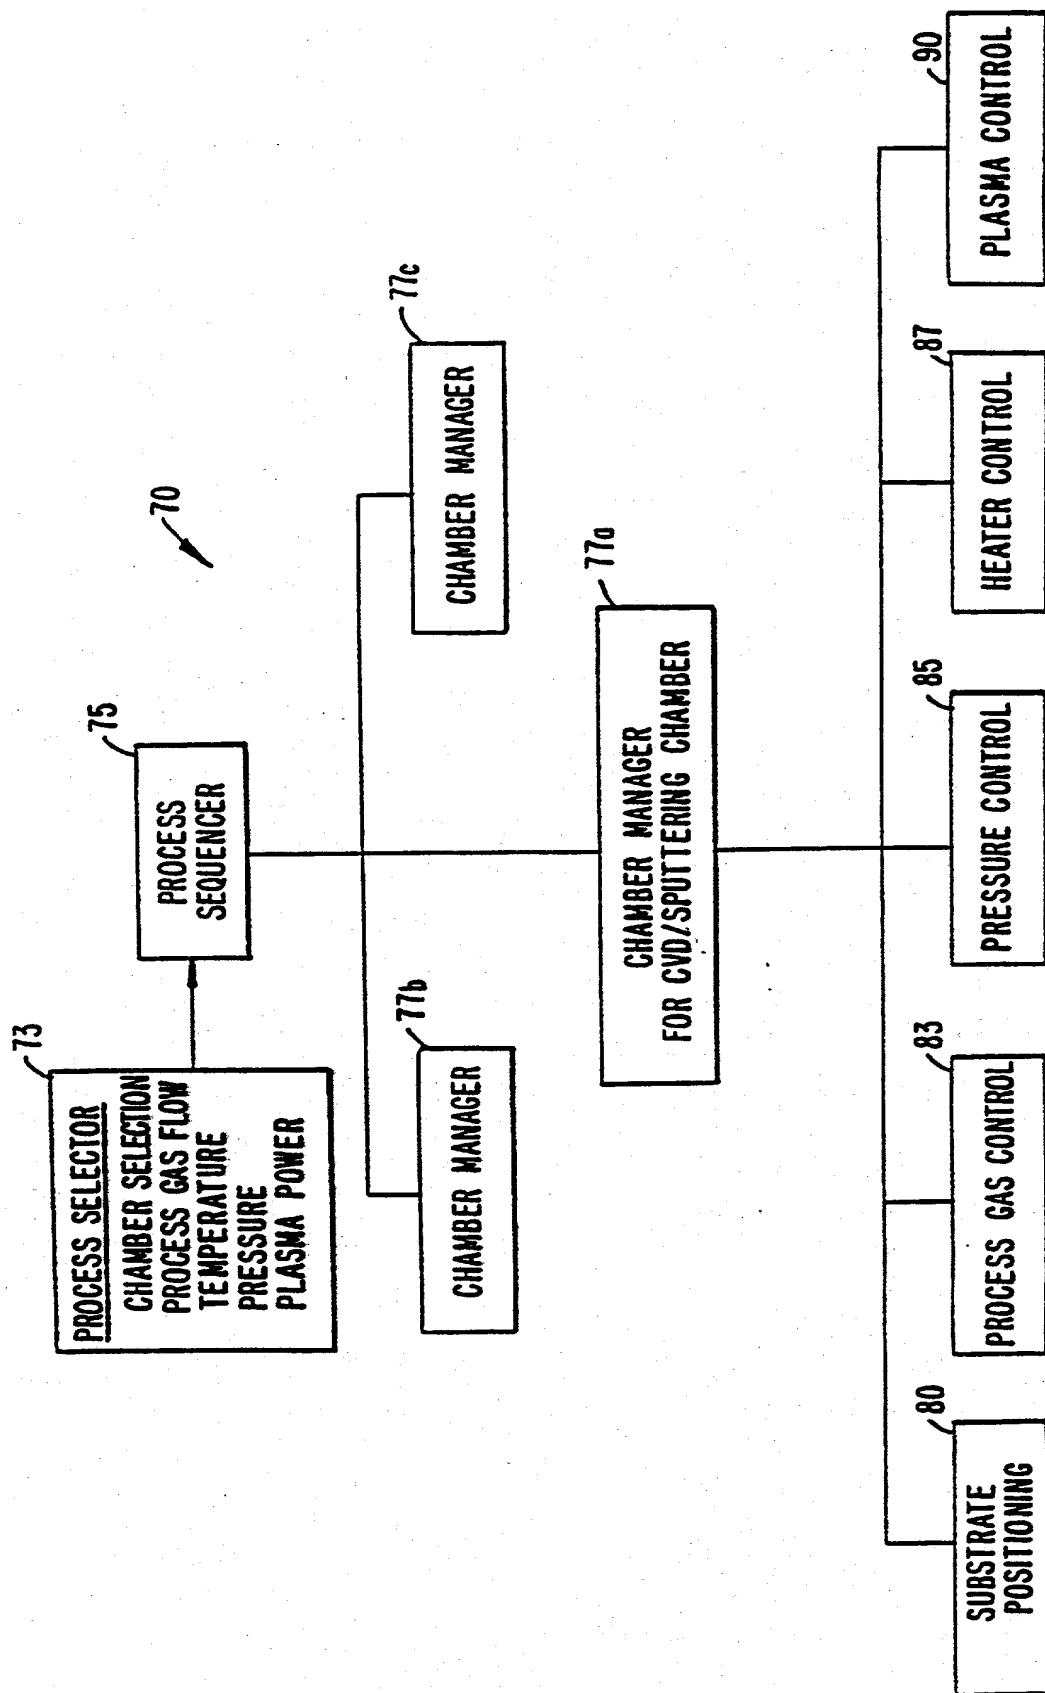 70
73
PROCESS SELECTOR
CHAMBER SELECTION
PROCESS GAS FLOW
TEMPERATURE
PRESSURE
PLASMA POWER
75
PROCESS
SEQUENCER
77b
CHAMBER MANAGER
77c
CHAMBER MANAGER
77a
CHAMBER MANAGER
FOR CVD/SPUTTERING CHAMBER
80
SUBSTRATE
POSITIONING
83
PROCESS GAS CONTROL
85
PRESSURE CONTROL
87
HEATER CONTROL
90
PLASMA CONTROL